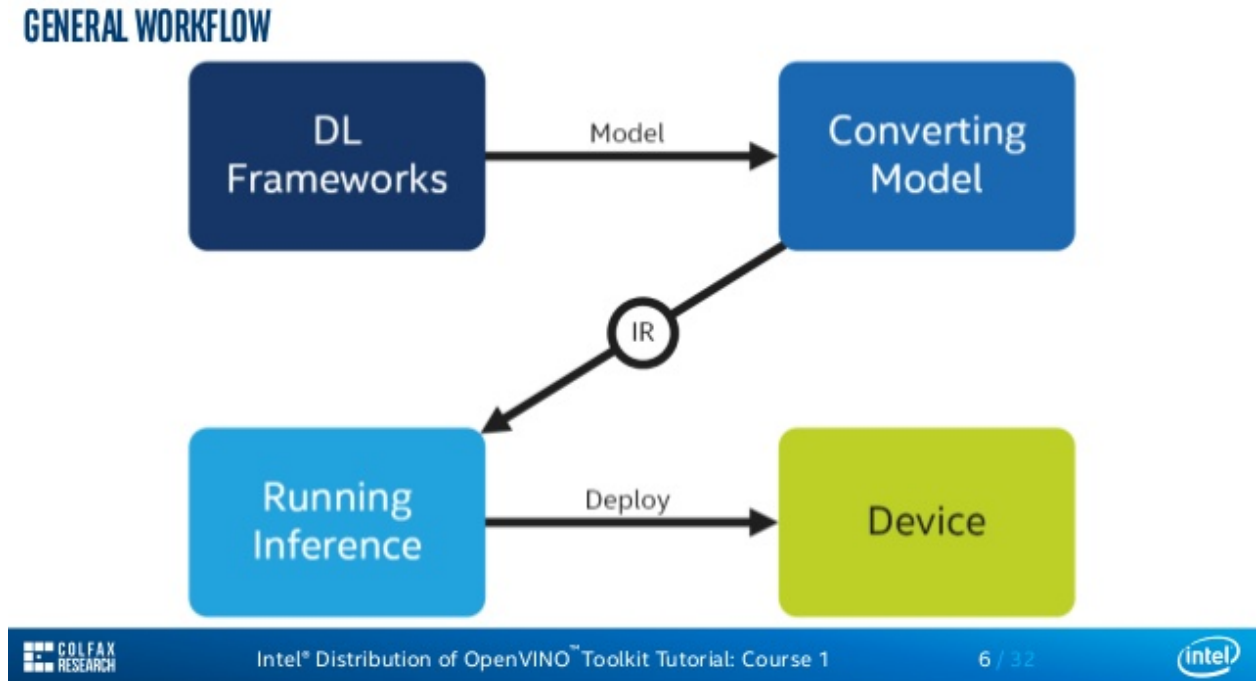 GENERAL WORKFLOW
DL
Frameworks
Model
Converting
Model
IR
Running
Inference
Deploy
Device
COLFAX
RESEARCH
Intel® Distribution of OpenVINO™ Toolkit Tutorial: Course 1
6 / 32
intel